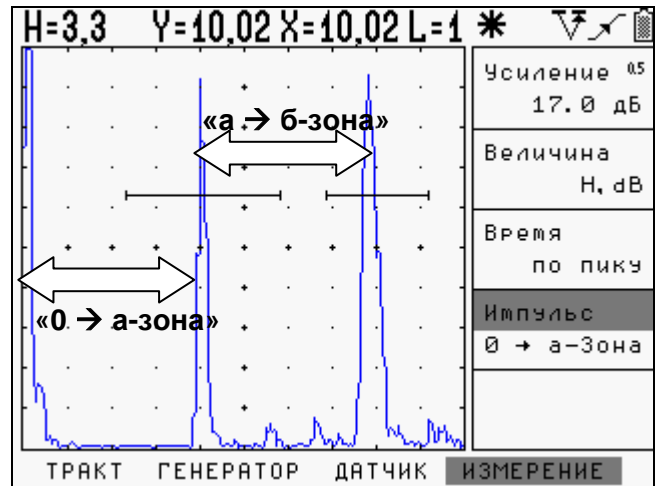 H=3,3 Y=10,02 X=10,02 L=1
Усиление 0.5
17.0 дБ
«а → б-зона»
Величина
H, dB
Время
по пику
«0 → а-зона»
Импульс
0 → а-Зона
ТРАКТ ГЕНЕРАТОР ДАТЧИК ИЗМЕРЕНИЕ